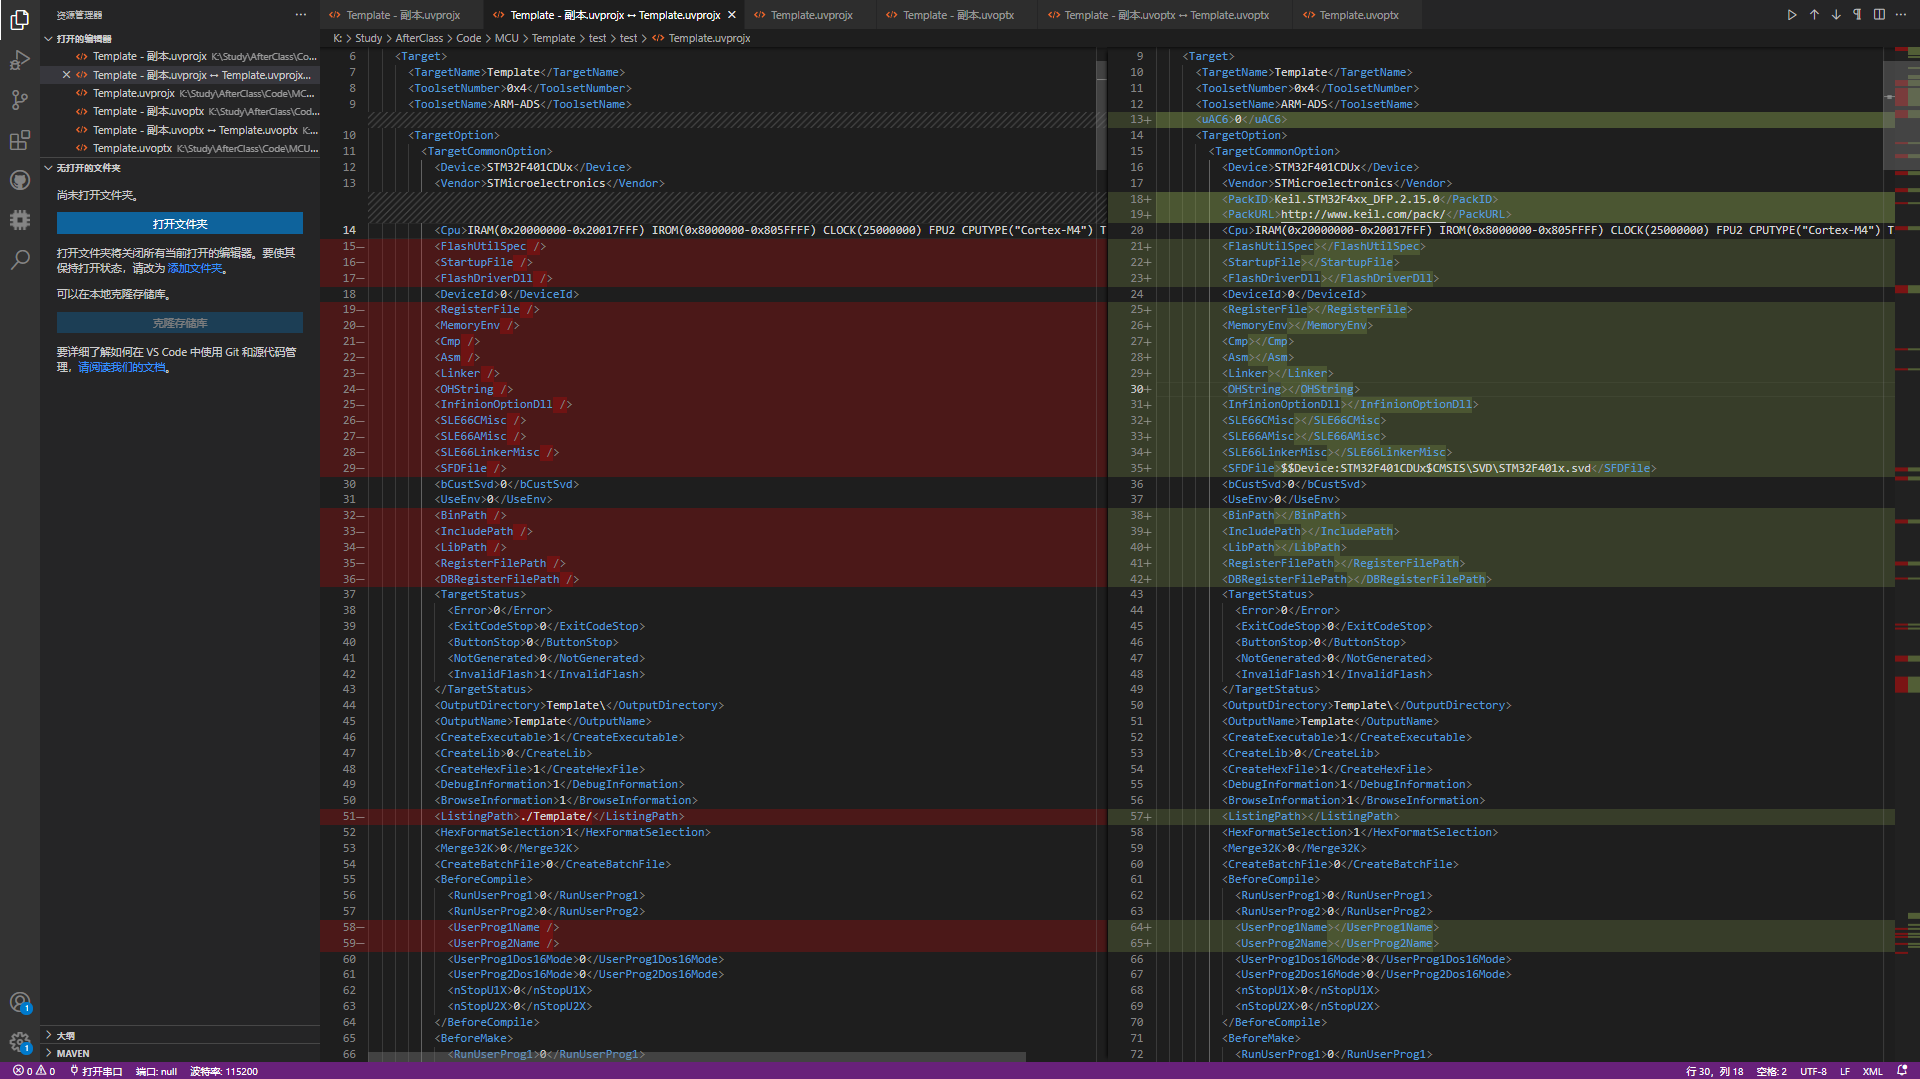 资源管理器
打开的编辑器
Template - 副本.uvprojx K:\Study\AfterClass\Co...
Template - 副本.uvprojx ↔ Template.uvprojx...
Template.uvprojx K:\Study\AfterClass\Code\MC...
Template - 副本.uvoptx K:\Study\AfterClass\Cod...
Template - 副本.uvoptx ↔ Template.uvoptx K:...
Template.uvoptx K:\Study\AfterClass\Code\MCU...
无打开的文件夹
尚未打开文件夹。
打开文件夹
打开文件夹将关闭所有当前打开的编辑器。要使其
保持打开状态，请改为 添加文件夹。
可以在本地克隆存储库。
克隆存储库
要详细了解如何在 VS Code 中使用 Git 和源代码管
理，请阅读我们的文档。
大纲
MAVEN
Template - 副本.uvprojx
Template - 副本.uvprojx ↔ Template.uvprojx
Template.uvprojx
Template - 副本.uvoptx
Template - 副本.uvoptx ↔ Template.uvoptx
Template.uvoptx
K: > Study > AfterClass > Code > MCU > Template > test > test > Template.uvprojx
6 <Target>
7 <TargetName>Template</TargetName>
8 <ToolsetNumber>0x4</ToolsetNumber>
9 <ToolsetName>ARM-ADS</ToolsetName>
10 <TargetOption>
11 <TargetCommonOption>
12 <Device>STM32F401CDUx</Device>
13 <Vendor>STMicroelectronics</Vendor>
14 <Cpu>IRAM(0x20000000-0x20017FFF) IROM(0x8000000-0x805FFFF) CLOCK(25000000) FPU2 CPUTYPE("Cortex-M4") T
15— <FlashUtilSpec />
16— <StartupFile />
17— <FlashDriverDll />
18 <DeviceId>0</DeviceId>
19— <RegisterFile />
20— <MemoryEnv />
21— <Cmp />
22— <Asm />
23— <Linker />
24— <OHString />
25— <InfinionOptionDll />
26— <SLE66CMisc />
27— <SLE66AMisc />
28— <SLE66LinkerMisc />
29— <SFDFile />
30 <bCustSvd>0</bCustSvd>
31 <UseEnv>0</UseEnv>
32— <BinPath />
33— <IncludePath />
34— <LibPath />
35— <RegisterFilePath />
36— <DBRegisterFilePath />
37 <TargetStatus>
38 <Error>0</Error>
39 <ExitCodeStop>0</ExitCodeStop>
40 <ButtonStop>0</ButtonStop>
41 <NotGenerated>0</NotGenerated>
42 <InvalidFlash>1</InvalidFlash>
43 </TargetStatus>
44 <OutputDirectory>Template\</OutputDirectory>
45 <OutputName>Template</OutputName>
46 <CreateExecutable>1</CreateExecutable>
47 <CreateLib>0</CreateLib>
48 <CreateHexFile>1</CreateHexFile>
49 <DebugInformation>1</DebugInformation>
50 <BrowseInformation>1</BrowseInformation>
51— <ListingPath>./Template/</ListingPath>
52 <HexFormatSelection>1</HexFormatSelection>
53 <Merge32K>0</Merge32K>
54 <CreateBatchFile>0</CreateBatchFile>
55 <BeforeCompile>
56 <RunUserProg1>0</RunUserProg1>
57 <RunUserProg2>0</RunUserProg2>
58— <UserProg1Name />
59— <UserProg2Name />
60 <UserProg1Dos16Mode>0</UserProg1Dos16Mode>
61 <UserProg2Dos16Mode>0</UserProg2Dos16Mode>
62 <nStopU1X>0</nStopU1X>
63 <nStopU2X>0</nStopU2X>
64 </BeforeCompile>
65 <BeforeMake>
66 <RunUserProg1>0</RunUserProg1>
9 <Target>
10 <TargetName>Template</TargetName>
11 <ToolsetNumber>0x4</ToolsetNumber>
12 <ToolsetName>ARM-ADS</ToolsetName>
13+ <uAC6>0</uAC6>
14 <TargetOption>
15 <TargetCommonOption>
16 <Device>STM32F401CDUx</Device>
17 <Vendor>STMicroelectronics</Vendor>
18+ <PackID>Keil.STM32F4xx_DFP.2.15.0</PackID>
19+ <PackURL>http://www.keil.com/pack/</PackURL>
20 <Cpu>IRAM(0x20000000-0x20017FFF) IROM(0x8000000-0x805FFFF) CLOCK(25000000) FPU2 CPUTYPE("Cortex-M4") T
21+ <FlashUtilSpec></FlashUtilSpec>
22+ <StartupFile></StartupFile>
23+ <FlashDriverDll></FlashDriverDll>
24 <DeviceId>0</DeviceId>
25+ <RegisterFile></RegisterFile>
26+ <MemoryEnv></MemoryEnv>
27+ <Cmp></Cmp>
28+ <Asm></Asm>
29+ <Linker></Linker>
30+ <OHString></OHString>
31+ <InfinionOptionDll></InfinionOptionDll>
32+ <SLE66CMisc></SLE66CMisc>
33+ <SLE66AMisc></SLE66AMisc>
34+ <SLE66LinkerMisc></SLE66LinkerMisc>
35+ <SFDFile>$$Device:STM32F401CDUx$CMSIS\SVD\STM32F401x.svd</SFDFile>
36 <bCustSvd>0</bCustSvd>
37 <UseEnv>0</UseEnv>
38+ <BinPath></BinPath>
39+ <IncludePath></IncludePath>
40+ <LibPath></LibPath>
41+ <RegisterFilePath></RegisterFilePath>
42+ <DBRegisterFilePath></DBRegisterFilePath>
43 <TargetStatus>
44 <Error>0</Error>
45 <ExitCodeStop>0</ExitCodeStop>
46 <ButtonStop>0</ButtonStop>
47 <NotGenerated>0</NotGenerated>
48 <InvalidFlash>1</InvalidFlash>
49 </TargetStatus>
50 <OutputDirectory>Template\</OutputDirectory>
51 <OutputName>Template</OutputName>
52 <CreateExecutable>1</CreateExecutable>
53 <CreateLib>0</CreateLib>
54 <CreateHexFile>1</CreateHexFile>
55 <DebugInformation>1</DebugInformation>
56 <BrowseInformation>1</BrowseInformation>
57+ <ListingPath></ListingPath>
58 <HexFormatSelection>1</HexFormatSelection>
59 <Merge32K>0</Merge32K>
60 <CreateBatchFile>0</CreateBatchFile>
61 <BeforeCompile>
62 <RunUserProg1>0</RunUserProg1>
63 <RunUserProg2>0</RunUserProg2>
64+ <UserProg1Name></UserProg1Name>
65+ <UserProg2Name></UserProg2Name>
66 <UserProg1Dos16Mode>0</UserProg1Dos16Mode>
67 <UserProg2Dos16Mode>0</UserProg2Dos16Mode>
68 <nStopU1X>0</nStopU1X>
69 <nStopU2X>0</nStopU2X>
70 </BeforeCompile>
71 <BeforeMake>
72 <RunUserProg1>0</RunUserProg1>
1
1
0 0 打开串口 端口: null 波特率: 115200 行 30，列 18 空格: 2 UTF-8 LF XML